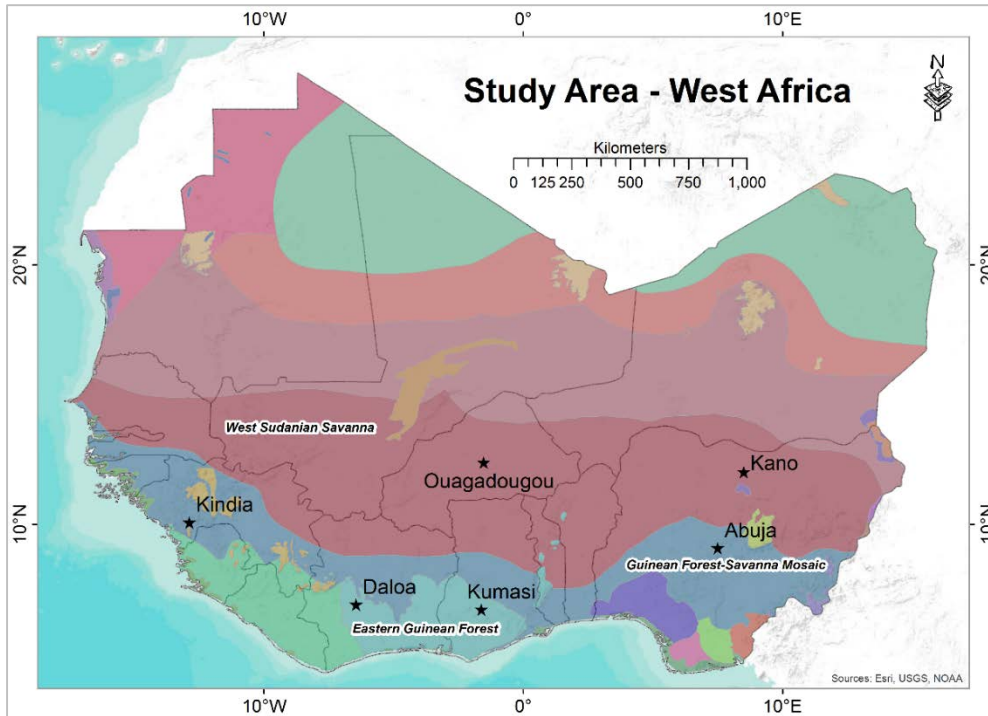 10°W 0° 10°E
Study Area - West Africa
N
Kilometers
0 125 250 500 750 1,000
20°N 20°N
West Sudanian Savanna
Ouagadougou
Kano
Kindia
10°N 10°N
Abuja
Guinean Forest-Savanna Mosaic
Daloa
Kumasi
Eastern Guinean Forest
Sources: Esri, USGS, NOAA
10°W 0° 10°E